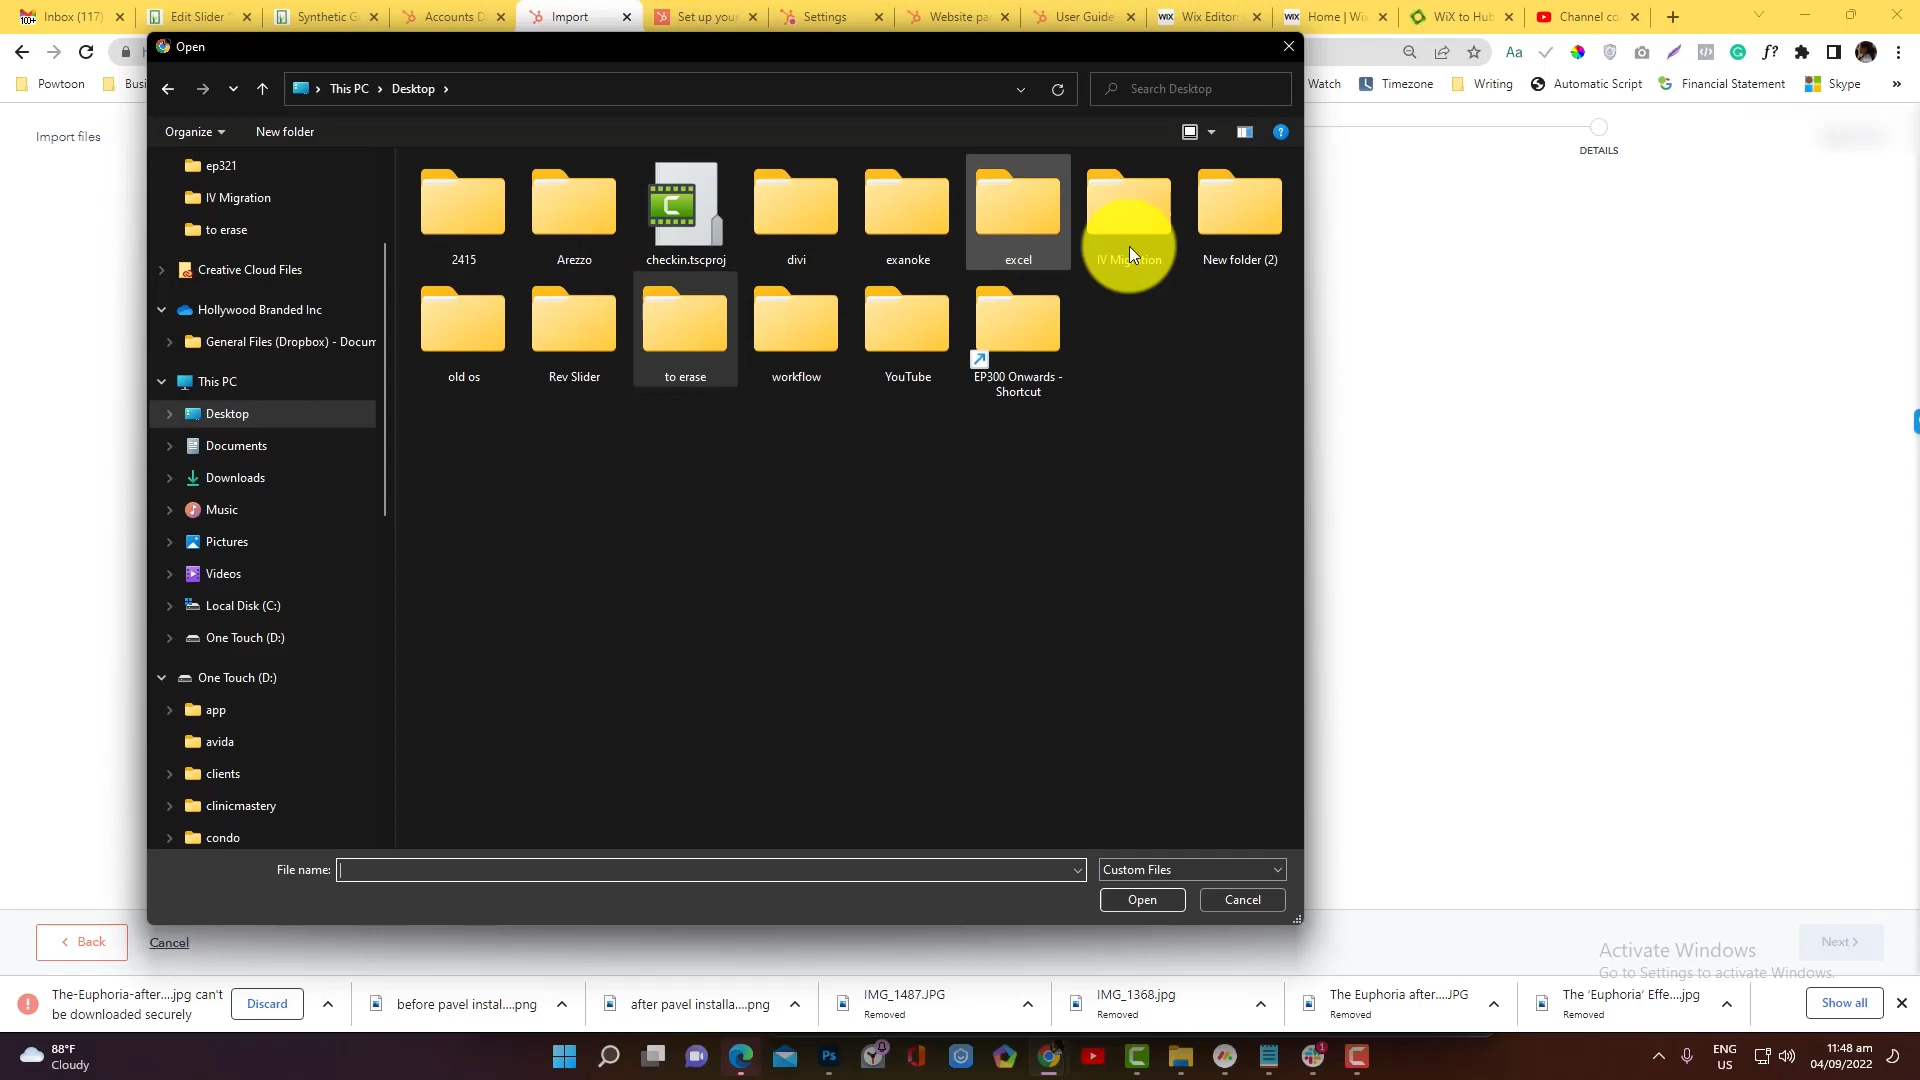 100+ Inbox (117)
Edit Slider
Synthetic G
Accounts D
Import
Set up your
Settings
Website pa
User Guide
WIX Wix Editor
WIX Home | Wix
WiX to Hub
Channel co
Open
Powtoon
Busi
Watch
Timezone
Writing
Automatic Script
Financial Statement
Skype
»
This PC > Desktop >
Search Desktop
Organize
New folder
Import files
DETAILS
ep321
IV Migration
to erase
Creative Cloud Files
Hollywood Branded Inc
General Files (Dropbox) - Docum
This PC
Desktop
Documents
Downloads
Music
Pictures
Videos
Local Disk (C:)
One Touch (D:)
One Touch (D:)
app
avida
clients
clinicmastery
condo
2415
Arezzo
checkin.tscproj
divi
exanoke
excel
IV Migration
New folder (2)
old os
Rev Slider
to erase
workflow
YouTube
EP300 Onwards -
Shortcut
File name:
Custom Files
Open
Cancel
Back
Cancel
Next
Activate Windows
Go to Settings to activate Windows.
The-Euphoria-after....jpg can't
be downloaded securely
Discard
before pavel instal....png
after pavel installa....png
IMG_1487.JPG
Removed
IMG_1368.jpg
Removed
The Euphoria after....JPG
Removed
The ‘Euphoria’ Effe....jpg
Removed
Show all
88°F
Cloudy
ENG
US
11:48 am
04/09/2022